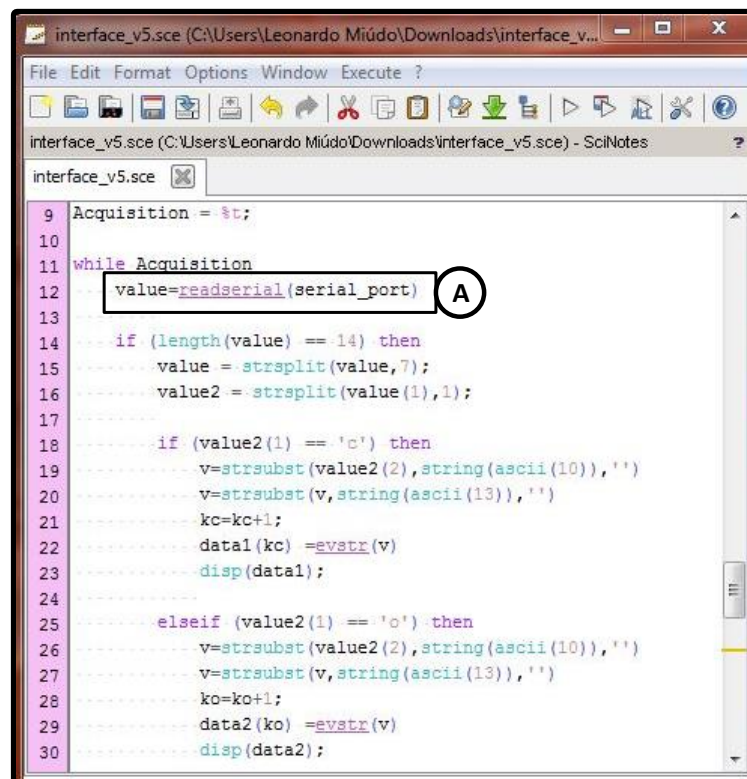 interface_v5.sce (C:\Users\Leonardo Miúdo\Downloads\interface_v...
File Edit Format Options Window Execute ?
interface_v5.sce (C:\Users\Leonardo Miúdo\Downloads\interface_v5.sce) - SciNotes ?
interface_v5.sce
9 Acquisition = %t;
10
11 while Acquisition
12 value=readserial(serial_port) A
13
14 if (length(value) == 14) then
15 value = strsplit(value,7);
16 value2 = strsplit(value(1),1);
17
18 if (value2(1) == 'c') then
19 v=strsubst(value2(2),string(ascii(10)),'')
20 v=strsubst(v,string(ascii(13)),'')
21 kc=kc+1;
22 data1(kc) =evstr(v)
23 disp(data1);
24
25 elseif (value2(1) == 'o') then
26 v=strsubst(value2(2),string(ascii(10)),'')
27 v=strsubst(v,string(ascii(13)),'')
28 ko=ko+1;
29 data2(ko) =evstr(v)
30 disp(data2);